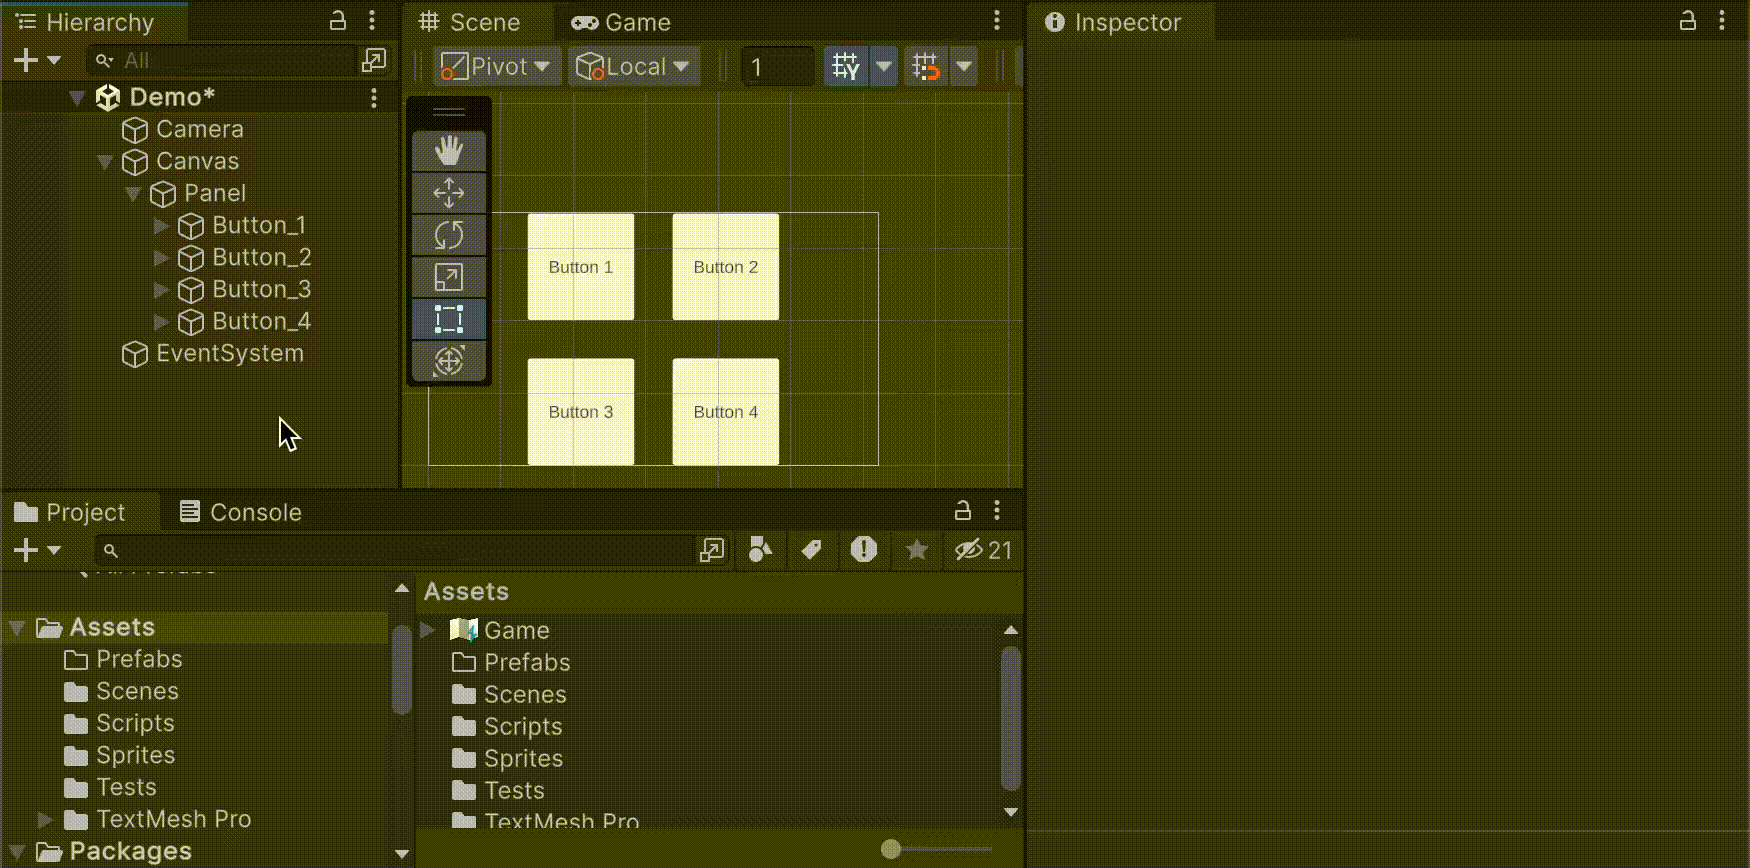 Hierarchy
All
Demo*
Camera
Canvas
Panel
Button_1
Button_2
Button_3
Button_4
EventSystem
Scene
Game
Pivot
Local
1
Button 1
Button 2
Button 3
Button 4
Inspector
Project
Console
21
All Prefabs
Assets
Prefabs
Scenes
Scripts
Sprites
Tests
TextMesh Pro
Packages
Assets
Game
Prefabs
Scenes
Scripts
Sprites
Tests
TextMesh Pro